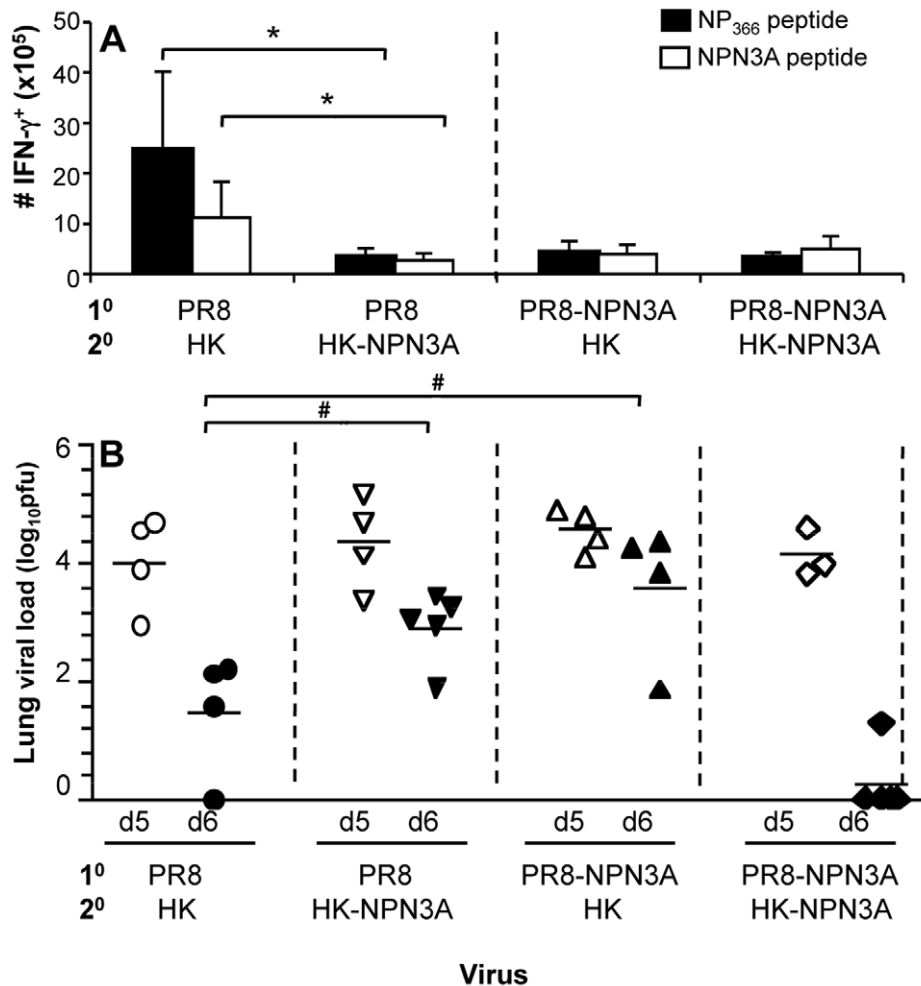 A
NP₃₆₆ peptide
NPN3A peptide
# IFN-γ⁺ (x10⁵)
50
40
30
20
10
0
*
*
1⁰ PR8 PR8 PR8-NPN3A PR8-NPN3A
2⁰ HK HK-NPN3A HK HK-NPN3A
#
#
B
Lung viral load (log₁₀pfu)
6
4
2
0
d5 d6 d5 d6 d5 d6 d5 d6
1⁰ PR8 PR8 PR8-NPN3A PR8-NPN3A
2⁰ HK HK-NPN3A HK HK-NPN3A
Virus